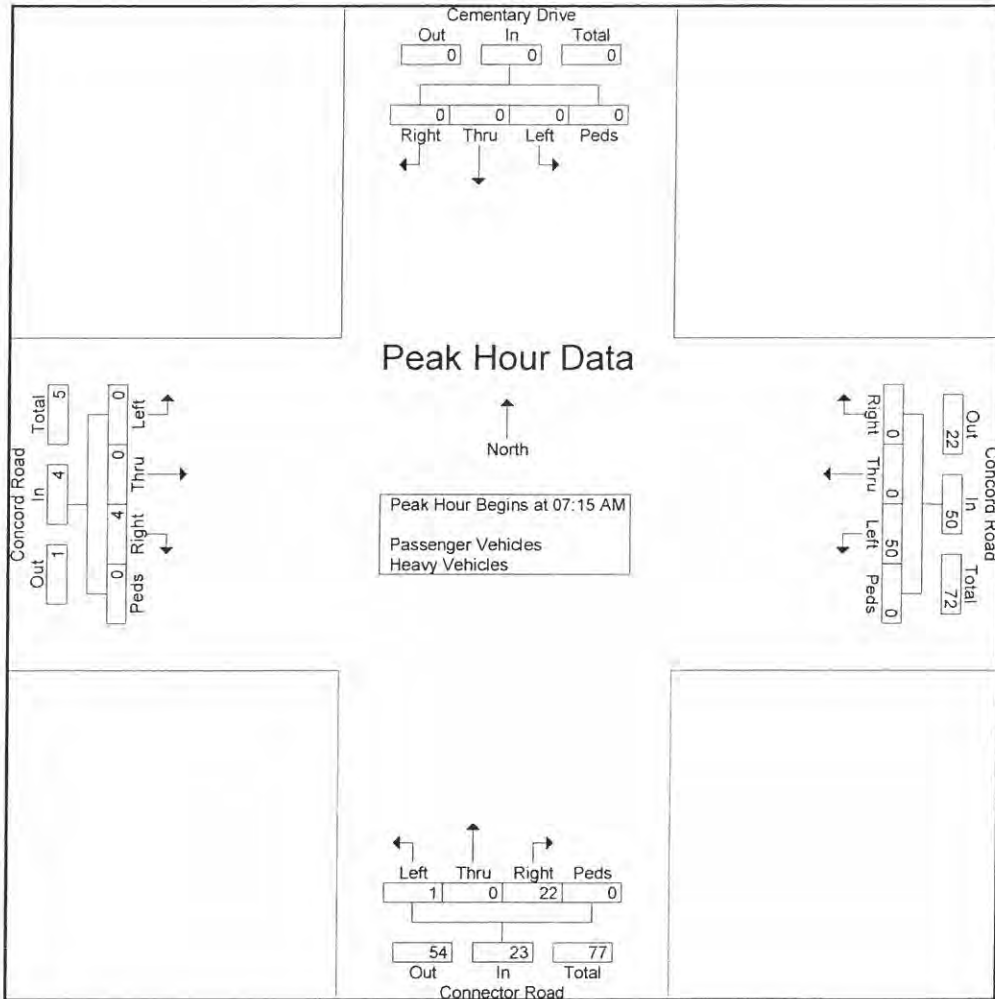 Cementary Drive
Out In Total
0 0 0
0 0 0 0
Right Thru Left Peds
Peak Hour Data
North
Peak Hour Begins at 07:15 AM
Passenger Vehicles
Heavy Vehicles
Concord Road
Out In Total
1 4 5
0 4 0 0
Peds Right Thru Left
Concord Road
Out In Total
22 50 72
0 0 50 0
Right Thru Left Peds
Left Thru Right Peds
1 0 22 0
54 23 77
Out In Total
Connector Road